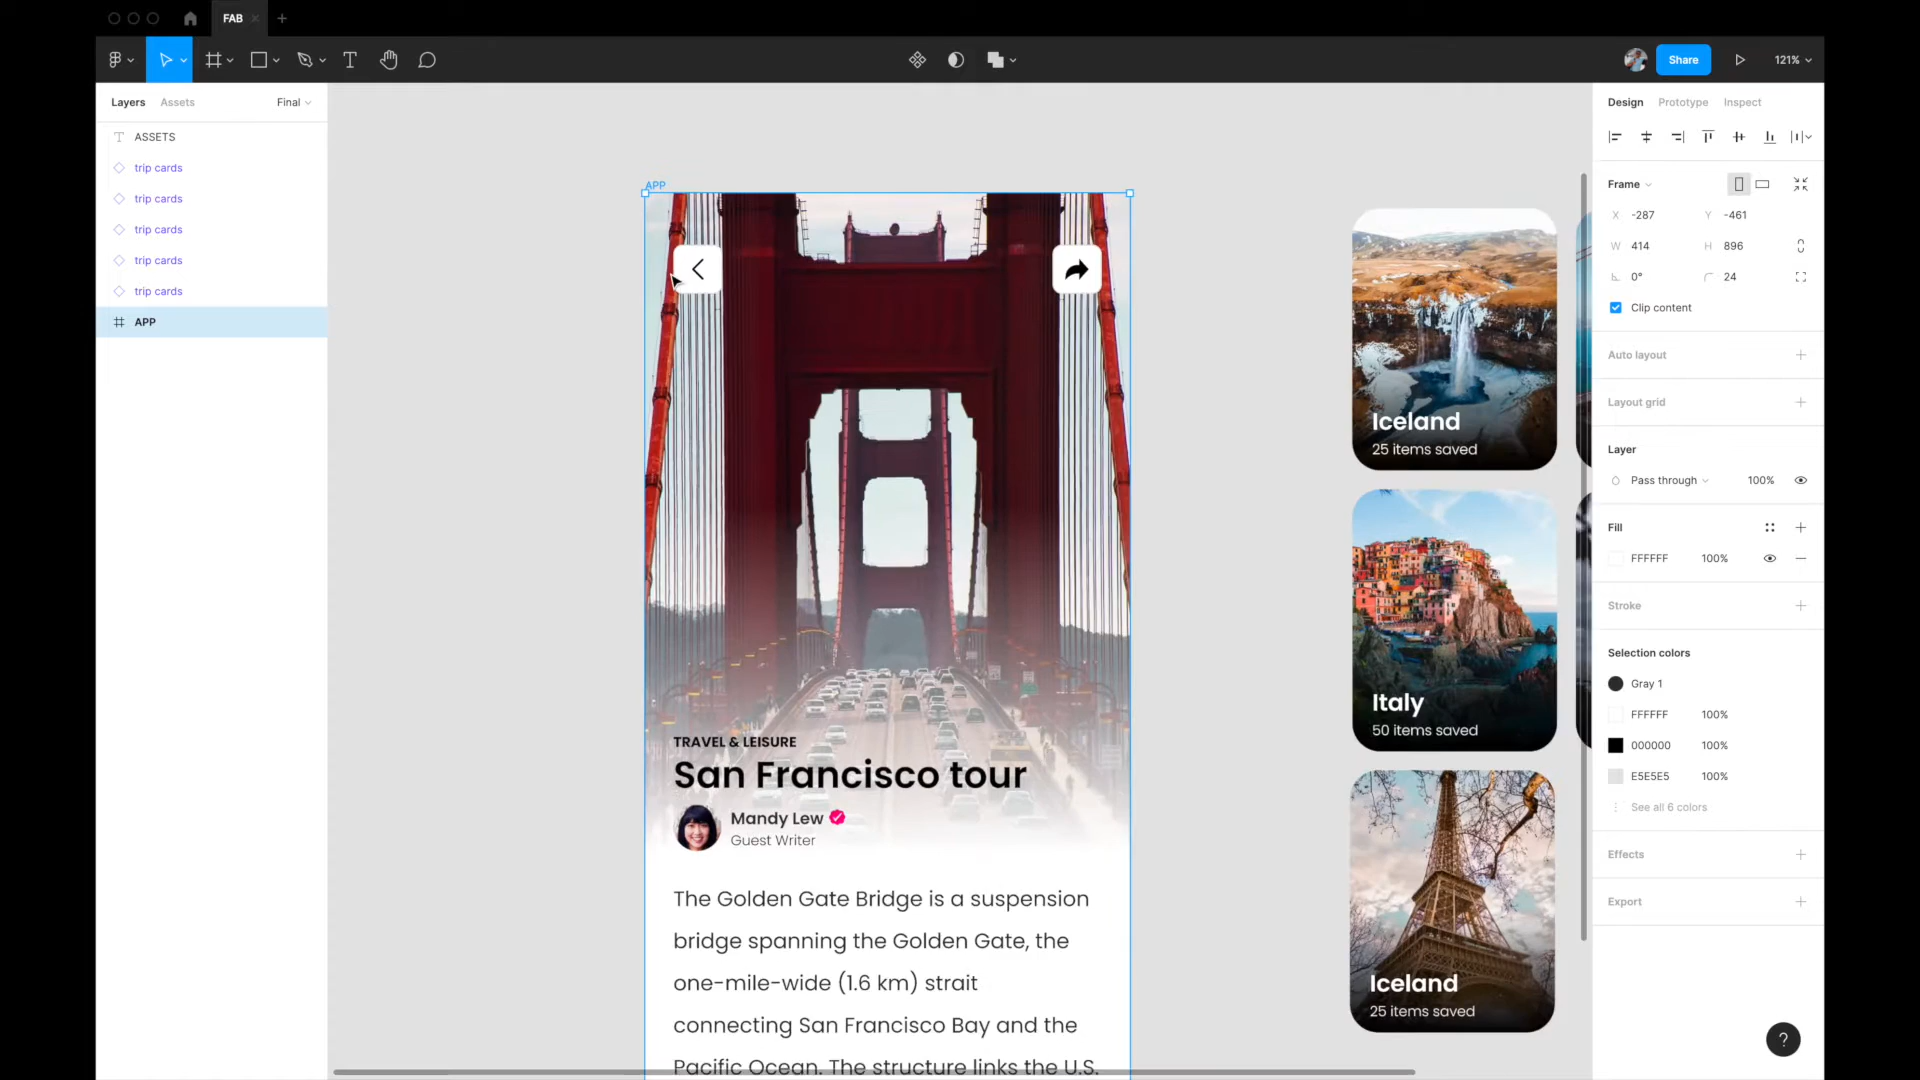 FAB
Share
121%
Layers
Assets
Final
ASSETS
trip cards
trip cards
trip cards
trip cards
trip cards
APP
APP
TRAVEL & LEISURE
San Francisco tour
Mandy Lew
Guest Writer
The Golden Gate Bridge is a suspension
bridge spanning the Golden Gate, the
one-mile-wide (1.6 km) strait
connecting San Francisco Bay and the
Pacific Ocean. The structure links the U.S.
Iceland
25 items saved
Italy
50 items saved
Iceland
25 items saved
Design
Prototype
Inspect
Frame
X -287
Y -461
W 414
H 896
0°
24
Clip content
Auto layout
Layout grid
Layer
Pass through
100%
Fill
FFFFFF
100%
Stroke
Selection colors
Gray 1
FFFFFF 100%
000000 100%
E5E5E5 100%
See all 6 colors
Effects
Export
?